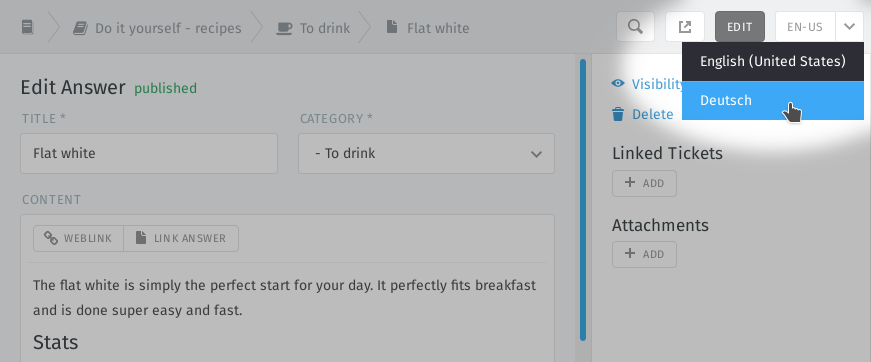 Do it yourself - recipes
To drink
Flat white
EDIT
EN-US
English (United States)
Deutsch
Edit Answer published
TITLE *
CATEGORY *
Flat white
- To drink
CONTENT
WEBLINK
LINK ANSWER
The flat white is simply the perfect start for your day. It perfectly fits breakfast
and is done super easy and fast.
Stats
Visibility
Delete
Linked Tickets
ADD
Attachments
ADD